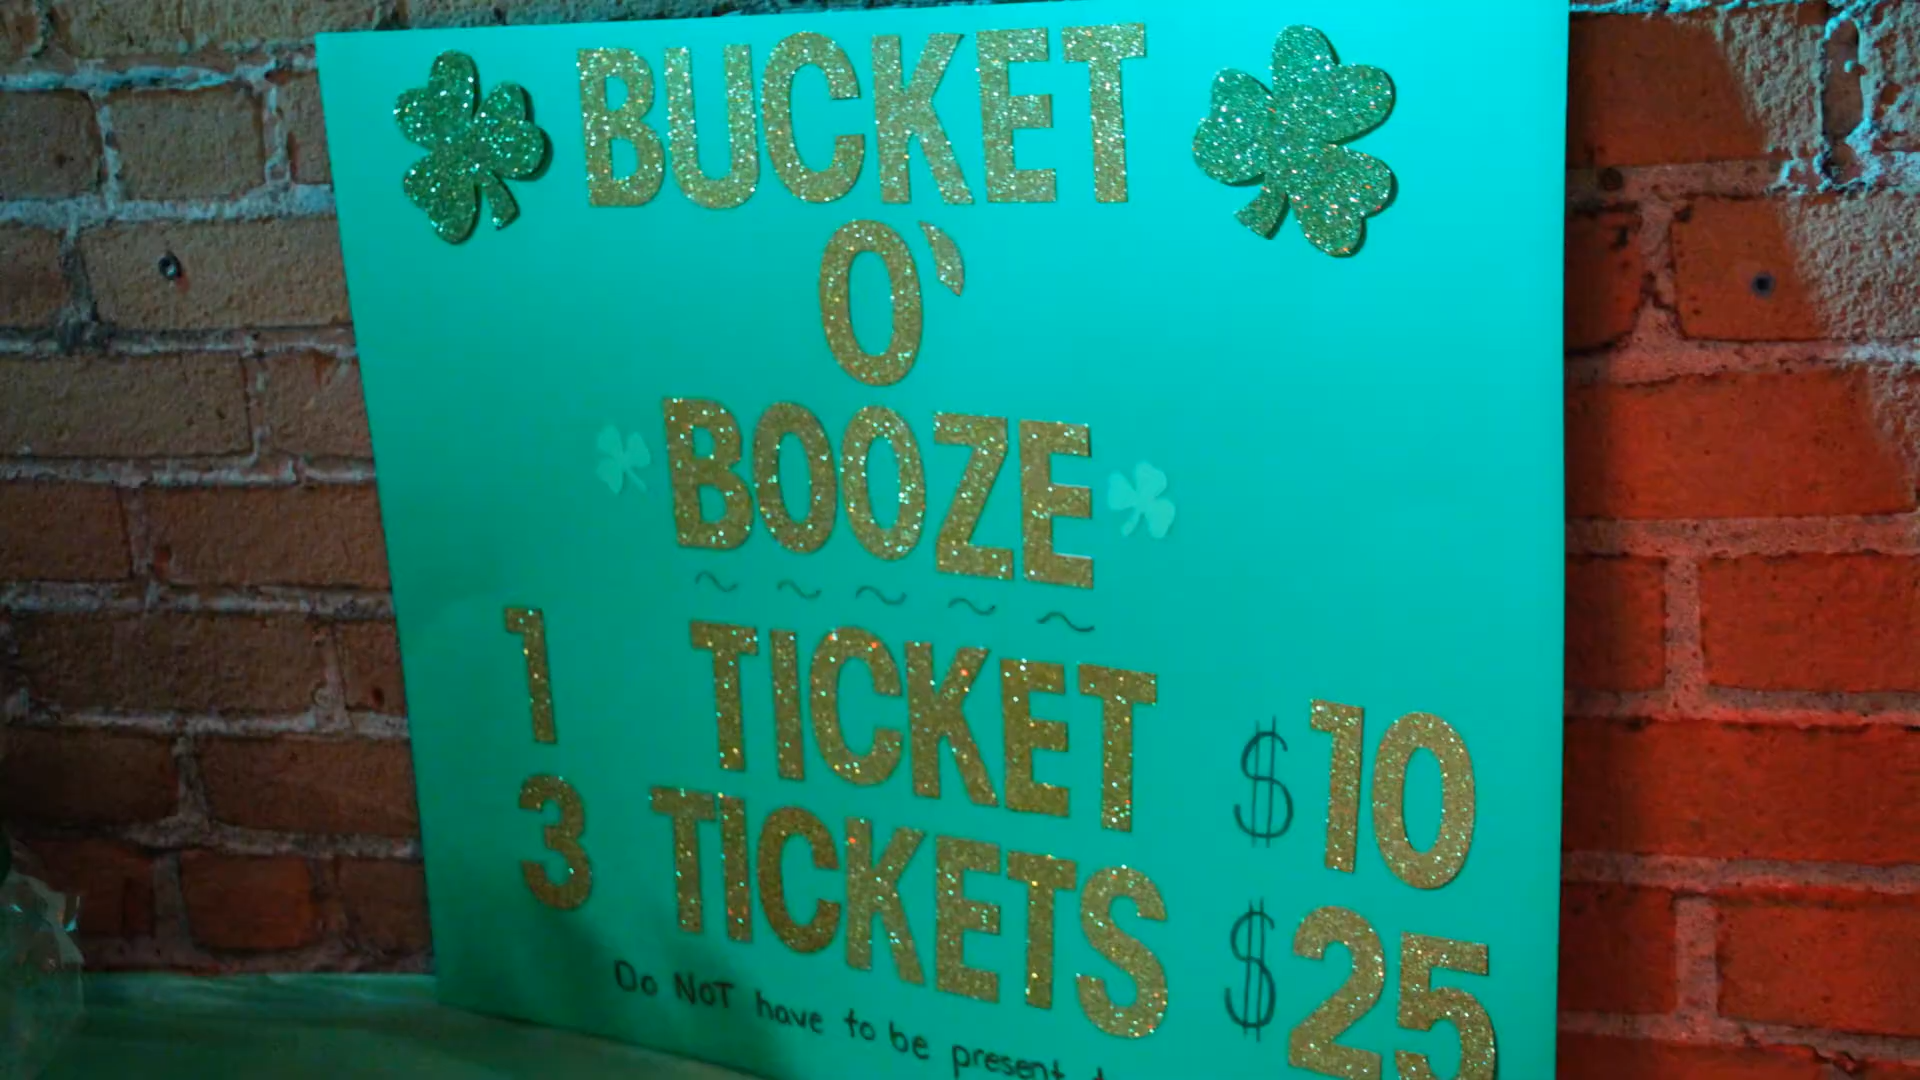 BUCKET
O`
BOOZE
~ ~ ~ ~ ~
1 TICKET $10
3 TICKETS $25
Do NOT have to be present